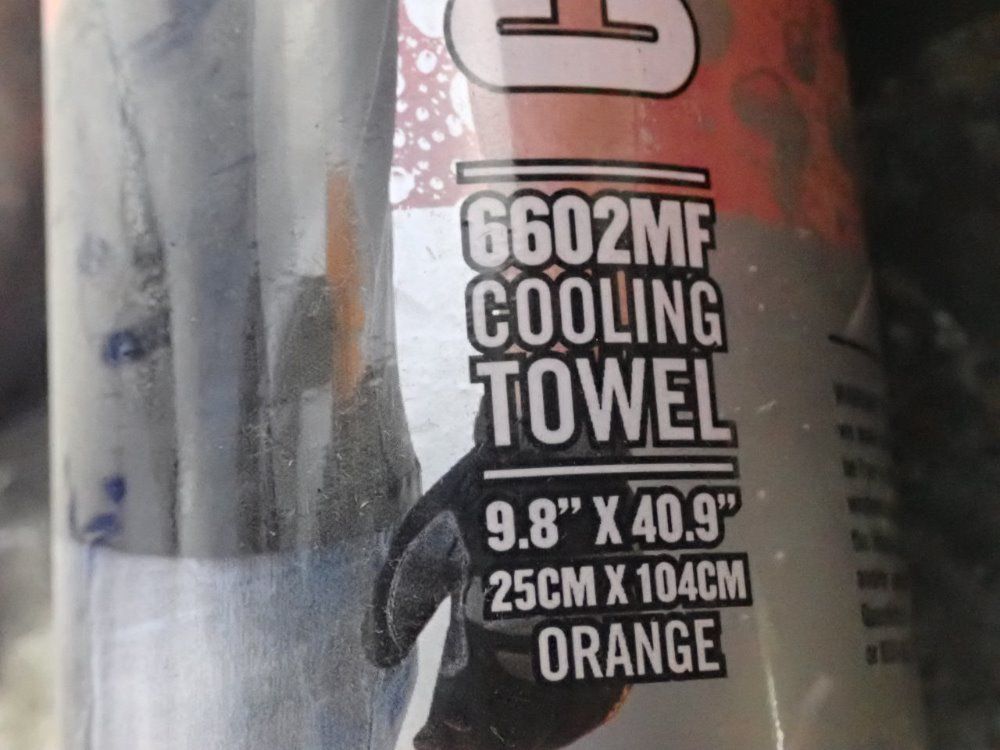 6602MF
COOLING
TOWEL
9.8” X 40.9”
25CM X 104CM
ORANGE